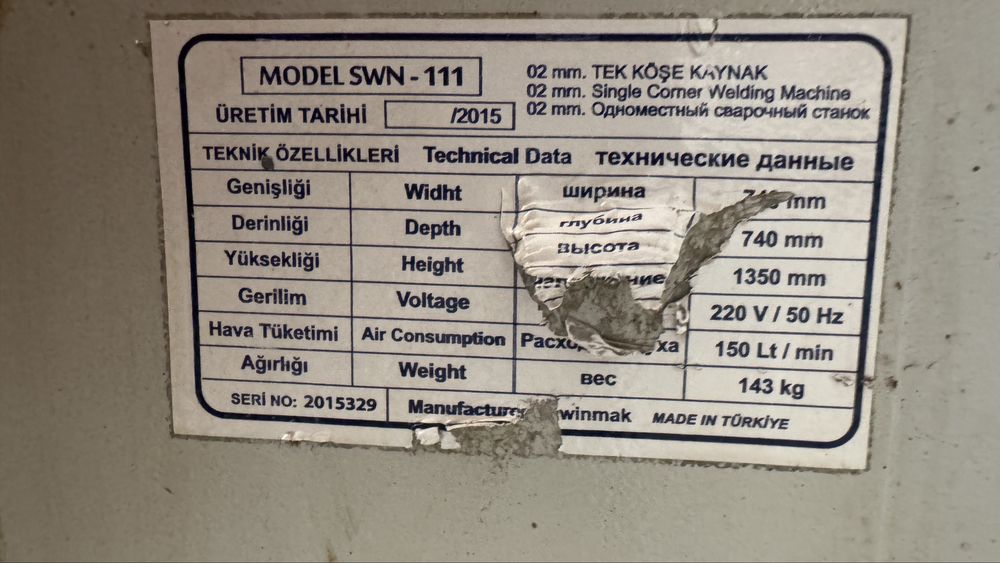 MODEL SWN - 111
ÜRETİM TARİHİ /2015
02 mm. TEK KÖŞE KAYNAK
02 mm. Single Corner Welding Machine
02 mm. Одноместный сварочный станок
TEKNİK ÖZELLİKLERİ Technical Data технические данные
Genişliği Widht ширина mm
Derinliği Depth глубина 740 mm
Yüksekliği Height высота 1350 mm
Gerilim Voltage 220 V / 50 Hz
Hava Tüketimi Air Consumption 150 Lt / min
Ağırlığı Weight вес 143 kg
SERİ NO: 2015329 winmak MADE IN TÜRKİYE